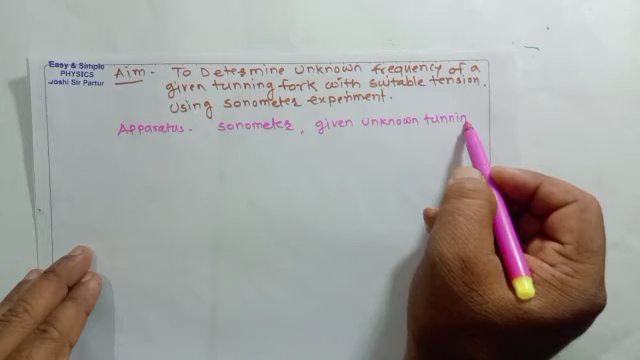 Easy & Simple
PHYSICS
Joshi Sir Partur
Aim - To Determine unknown frequency of a
given tunning fork with suitable tension.
Using sonometer experiment.
Apparatus - sonometer, given unknown tunnin